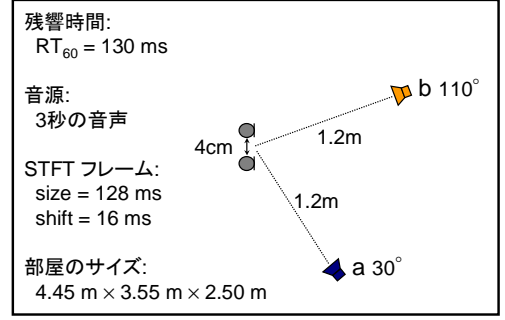 残響時間:
RT60 = 130 ms
音源:
3秒の音声
STFT フレーム:
size = 128 ms
shift = 16 ms
部屋のサイズ:
4.45 m × 3.55 m × 2.50 m
4cm
b 110°
1.2m
1.2m
a 30°